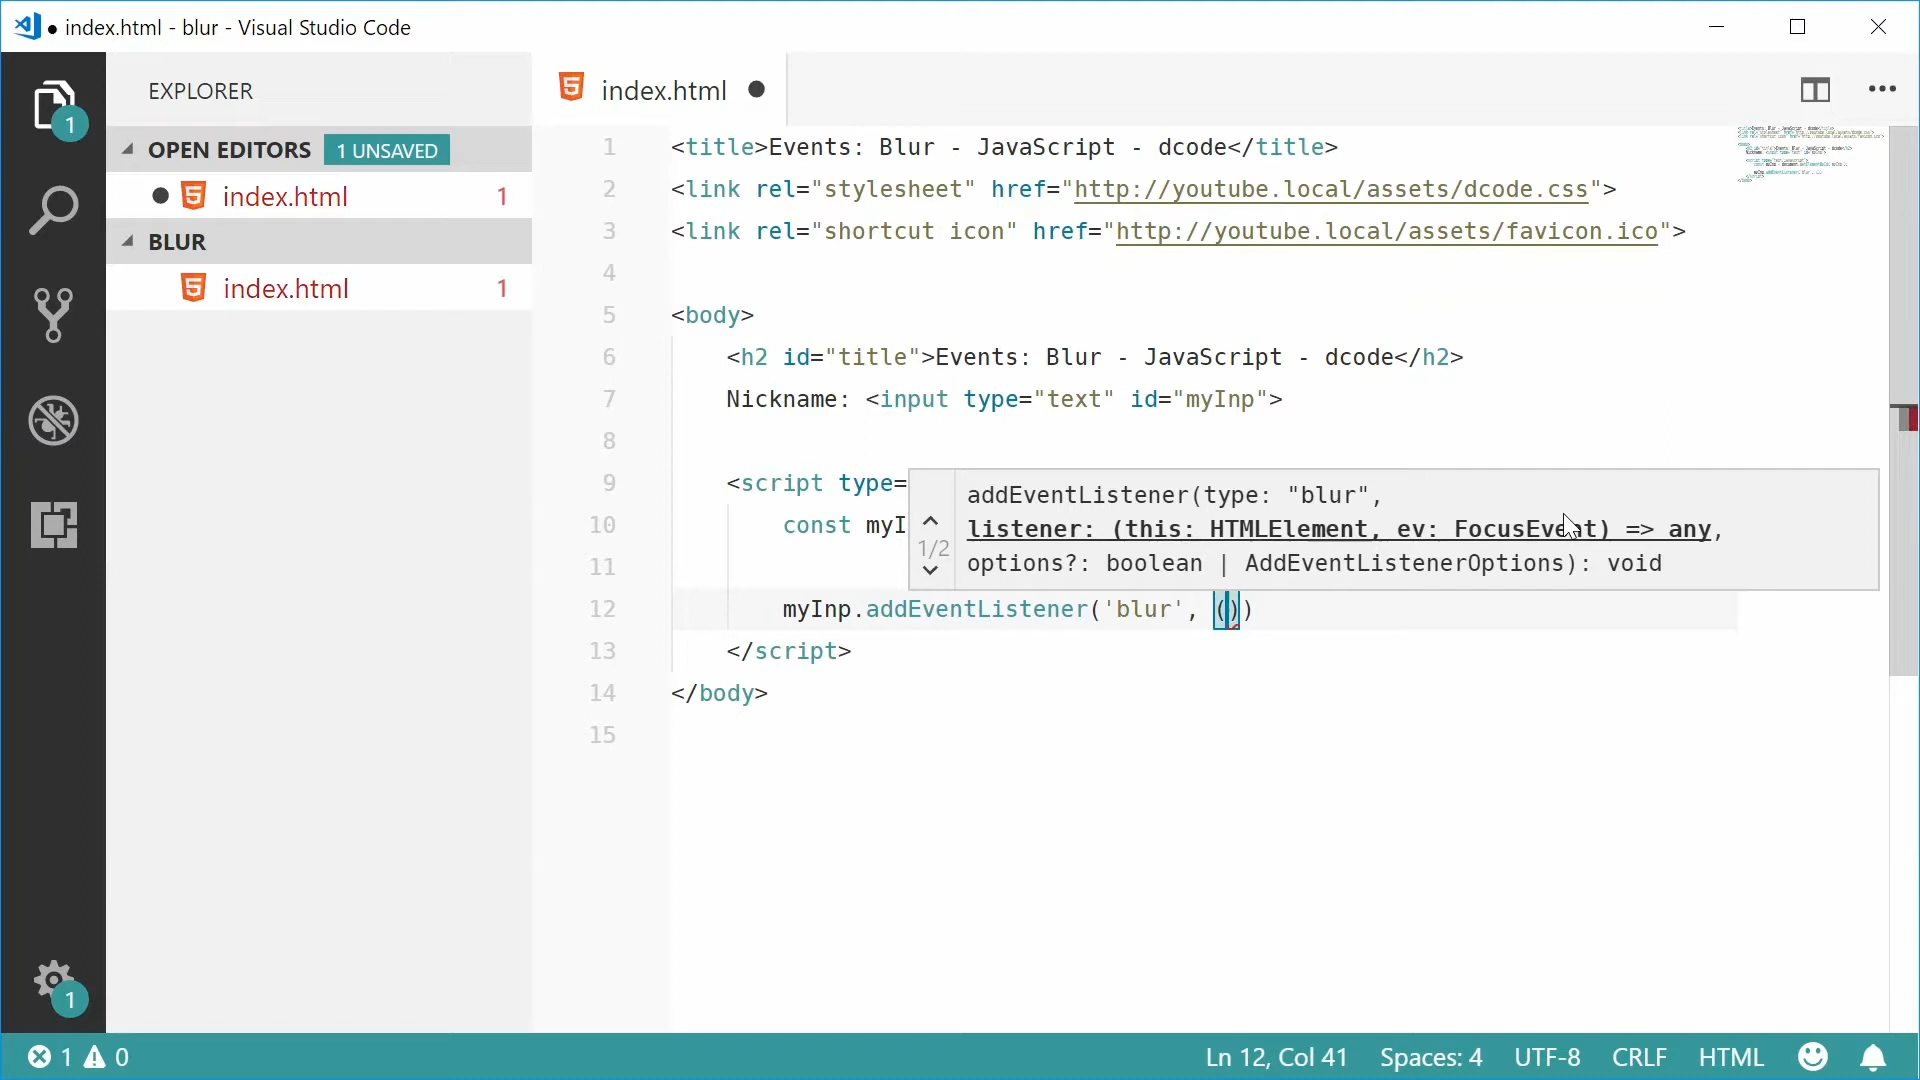 index.html - blur - Visual Studio Code
EXPLORER
OPEN EDITORS 1 UNSAVED
index.html 1
BLUR
index.html 1
1
1
index.html
1 <title>Events: Blur - JavaScript - dcode</title>
2 <link rel="stylesheet" href="http://youtube.local/assets/dcode.css">
3 <link rel="shortcut icon" href="http://youtube.local/assets/favicon.ico">
4
5 <body>
6 <h2 id="title">Events: Blur - JavaScript - dcode</h2>
7 Nickname: <input type="text" id="myInp">
8
9 <script type=
10 const myI
11
12 myInp.addEventListener('blur', ())
13 </script>
14 </body>
15
addEventListener(type: "blur",
listener: (this: HTMLElement, ev: FocusEvent) => any,
options?: boolean | AddEventListenerOptions): void
1/2
1 0
Ln 12, Col 41 Spaces: 4 UTF-8 CRLF HTML